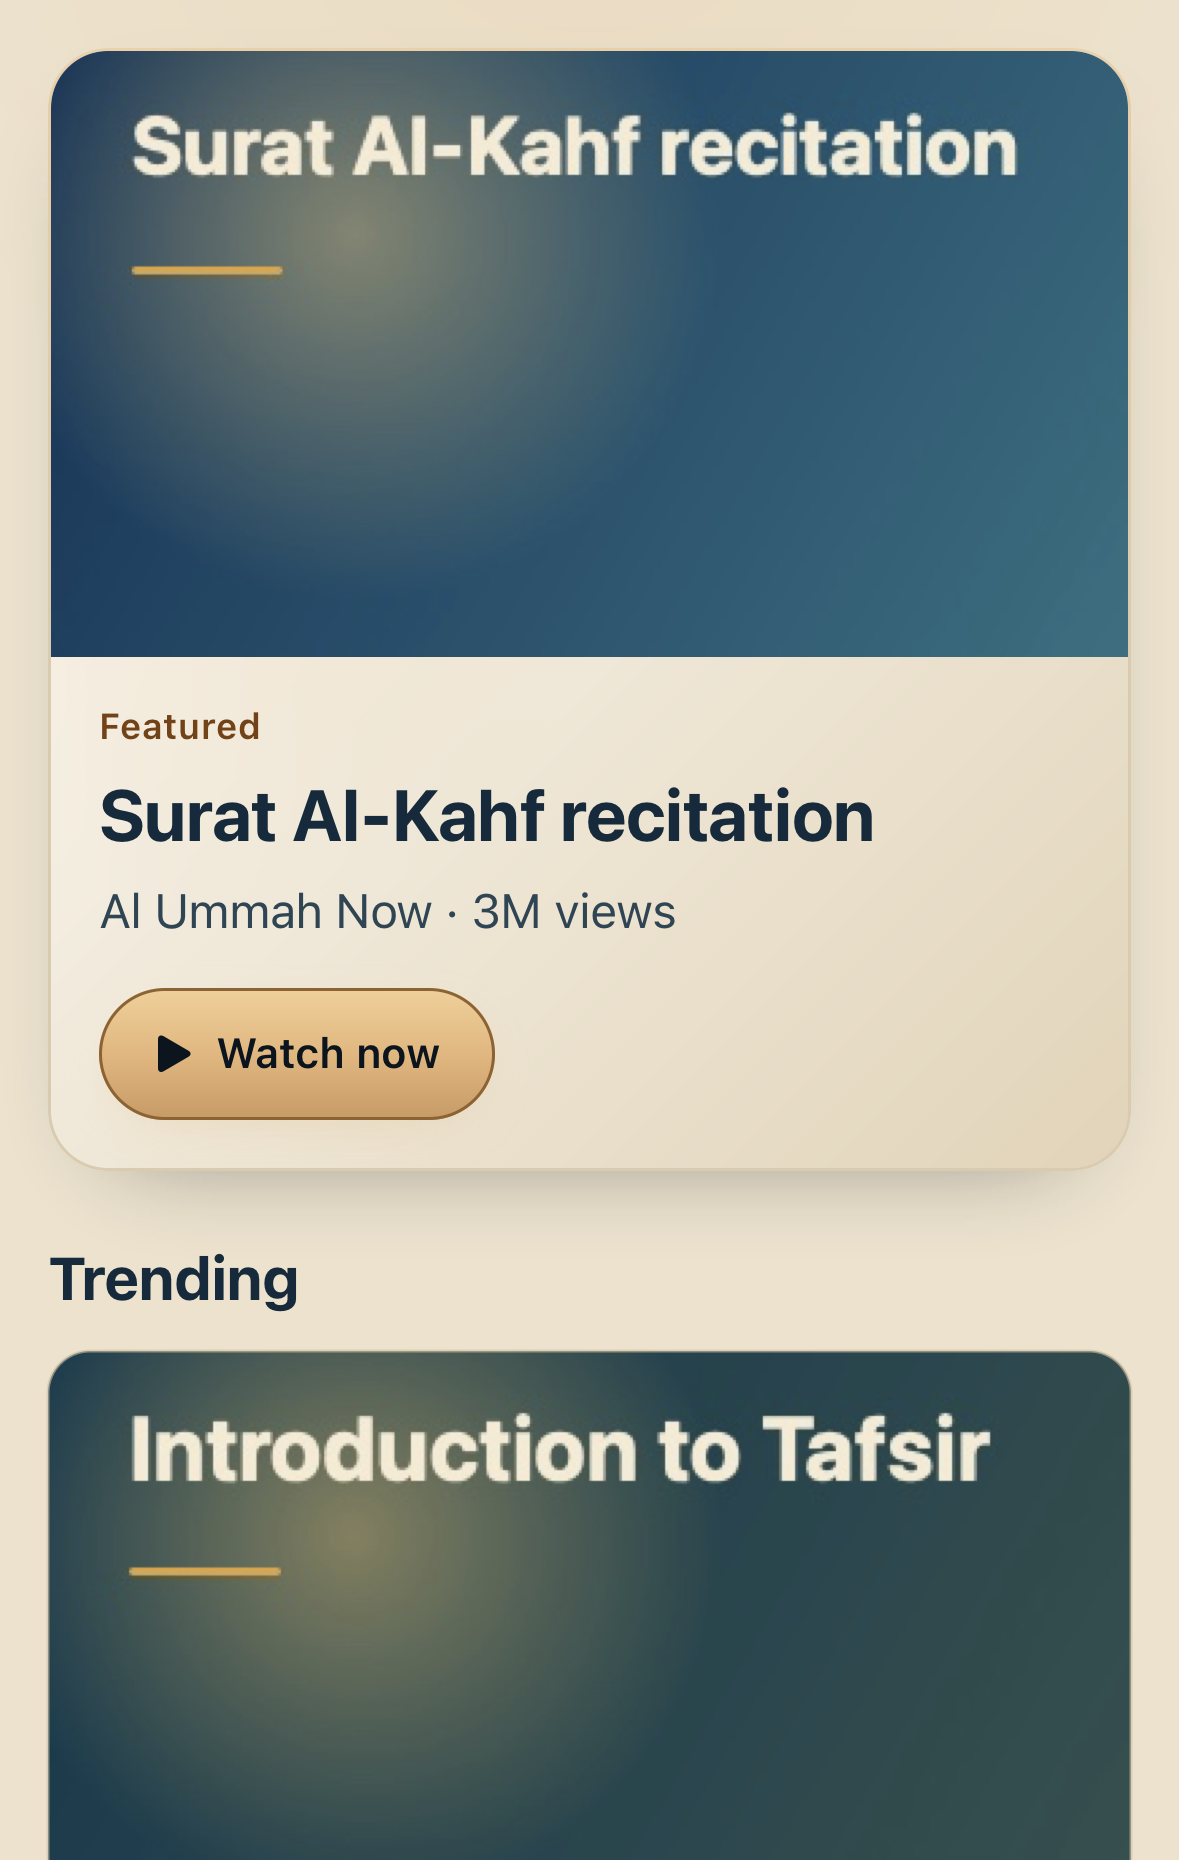 Surat Al-Kahf recitation
Featured
Surat Al-Kahf recitation
Al Ummah Now · 3M views
Watch now
Trending
Introduction to Tafsir